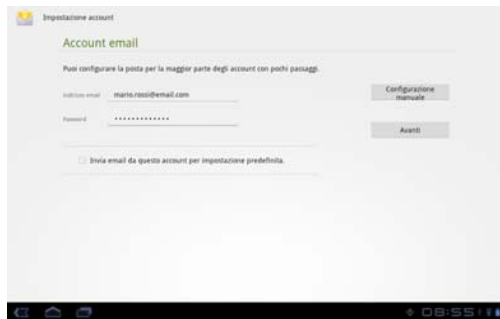 Impostazione account
Account email
Puoi configurare la posta per la maggior parte degli account con pochi passaggi.
Indirizzo email mario.rossi@email.com
Configurazione manuale
Password •••••••••••••
Avanti
Invia email da questo account per impostazione predefinita.
08:55